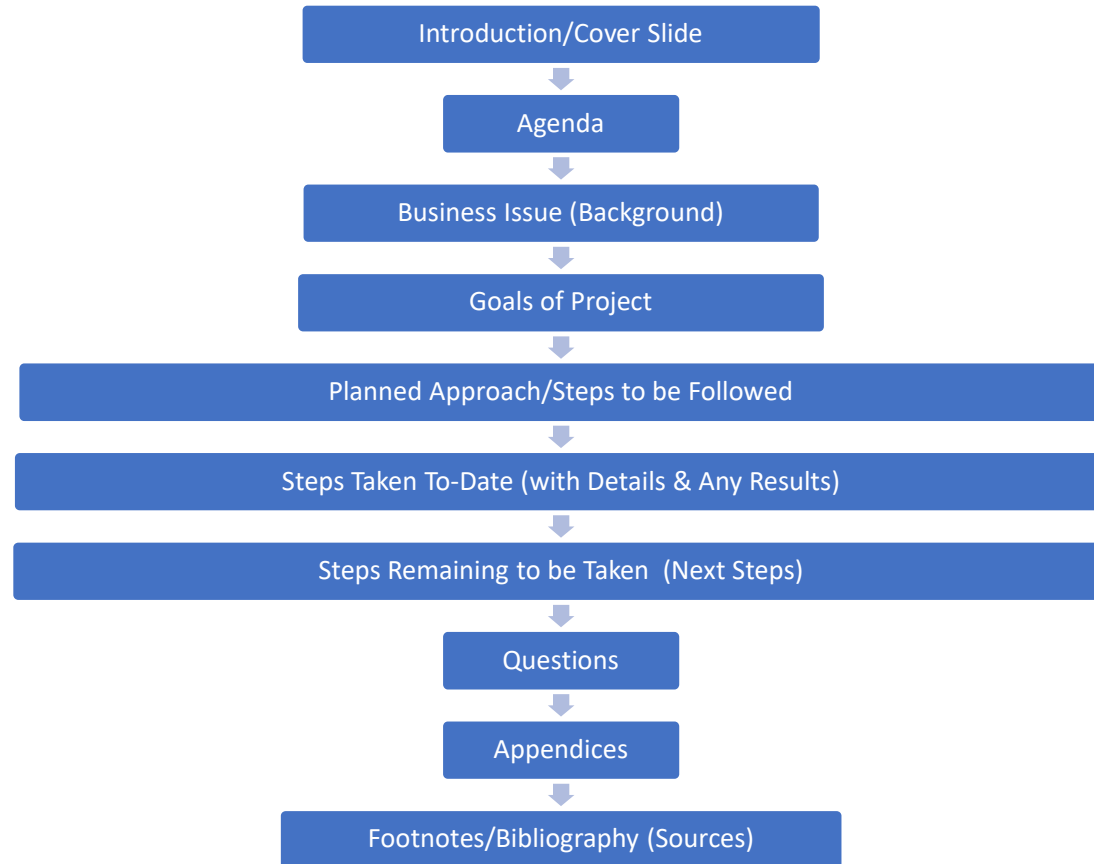 Introduction/Cover Slide
Agenda
Business Issue (Background)
Goals of Project
Planned Approach/Steps to be Followed
Steps Taken To-Date (with Details & Any Results)
Steps Remaining to be Taken  (Next Steps)
Questions
Appendices
Footnotes/Bibliography (Sources)